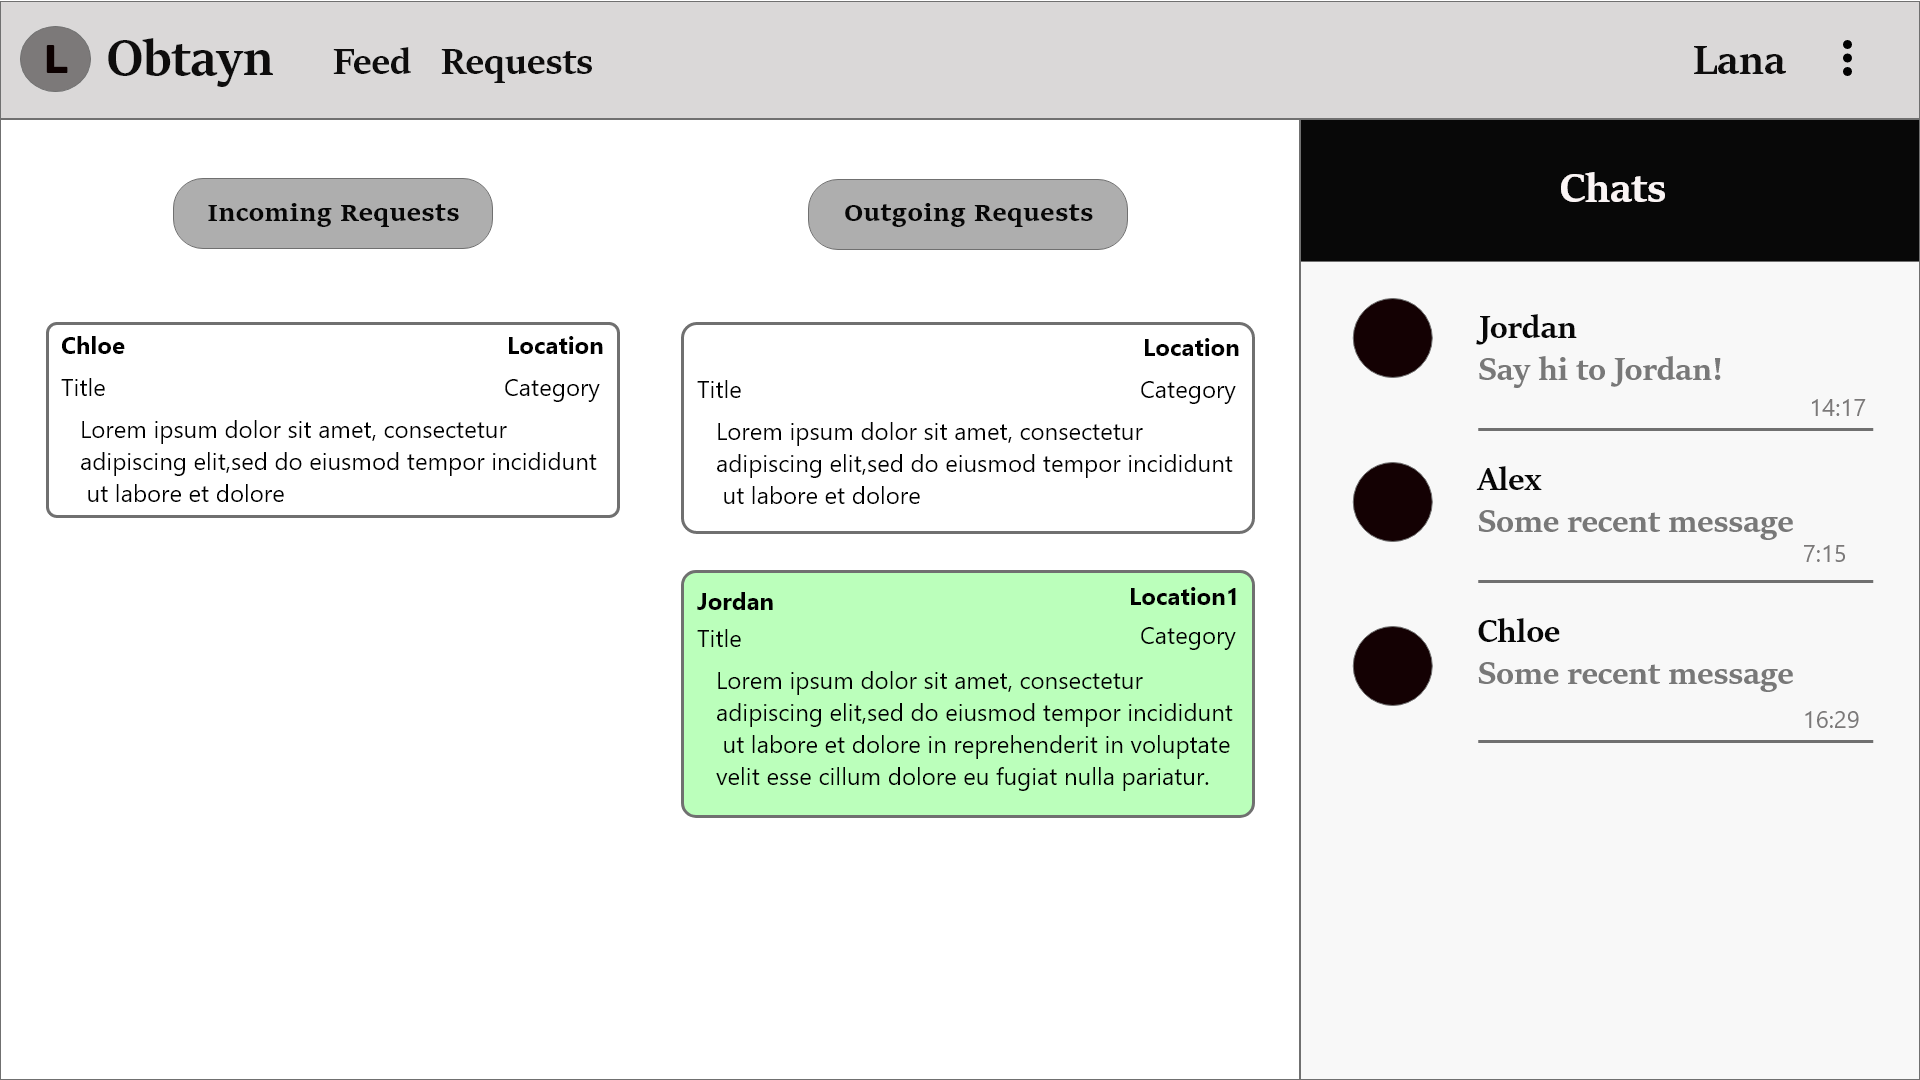 L Obtayn Feed Requests Lana
Incoming Requests
Chloe Location
Title Category
Lorem ipsum dolor sit amet, consectetur
adipiscing elit,sed do eiusmod tempor incididunt
ut labore et dolore
Outgoing Requests
Location
Title Category
Lorem ipsum dolor sit amet, consectetur
adipiscing elit,sed do eiusmod tempor incididunt
ut labore et dolore
Jordan Location1
Title Category
Lorem ipsum dolor sit amet, consectetur
adipiscing elit,sed do eiusmod tempor incididunt
ut labore et dolore in reprehenderit in voluptate
velit esse cillum dolore eu fugiat nulla pariatur.
Chats
Jordan
Say hi to Jordan!
14:17
Alex
Some recent message
7:15
Chloe
Some recent message
16:29